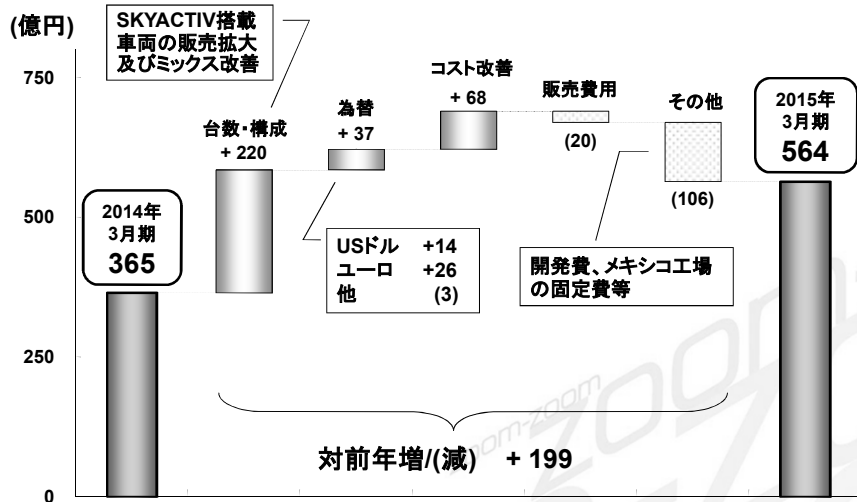 (億円)
SKYACTIV搭載
車両の販売拡大
及びミックス改善
750
500
250
0
2014年
3月期
365
台数・構成
+ 220
為替
+ 37
USドル +14
ユーロ +26
他 (3)
コスト改善
+ 68
販売費用
(20)
その他
(106)
開発費、メキシコ工場
の固定費等
2015年
3月期
564
対前年増/(減) + 199
zoom-zoom